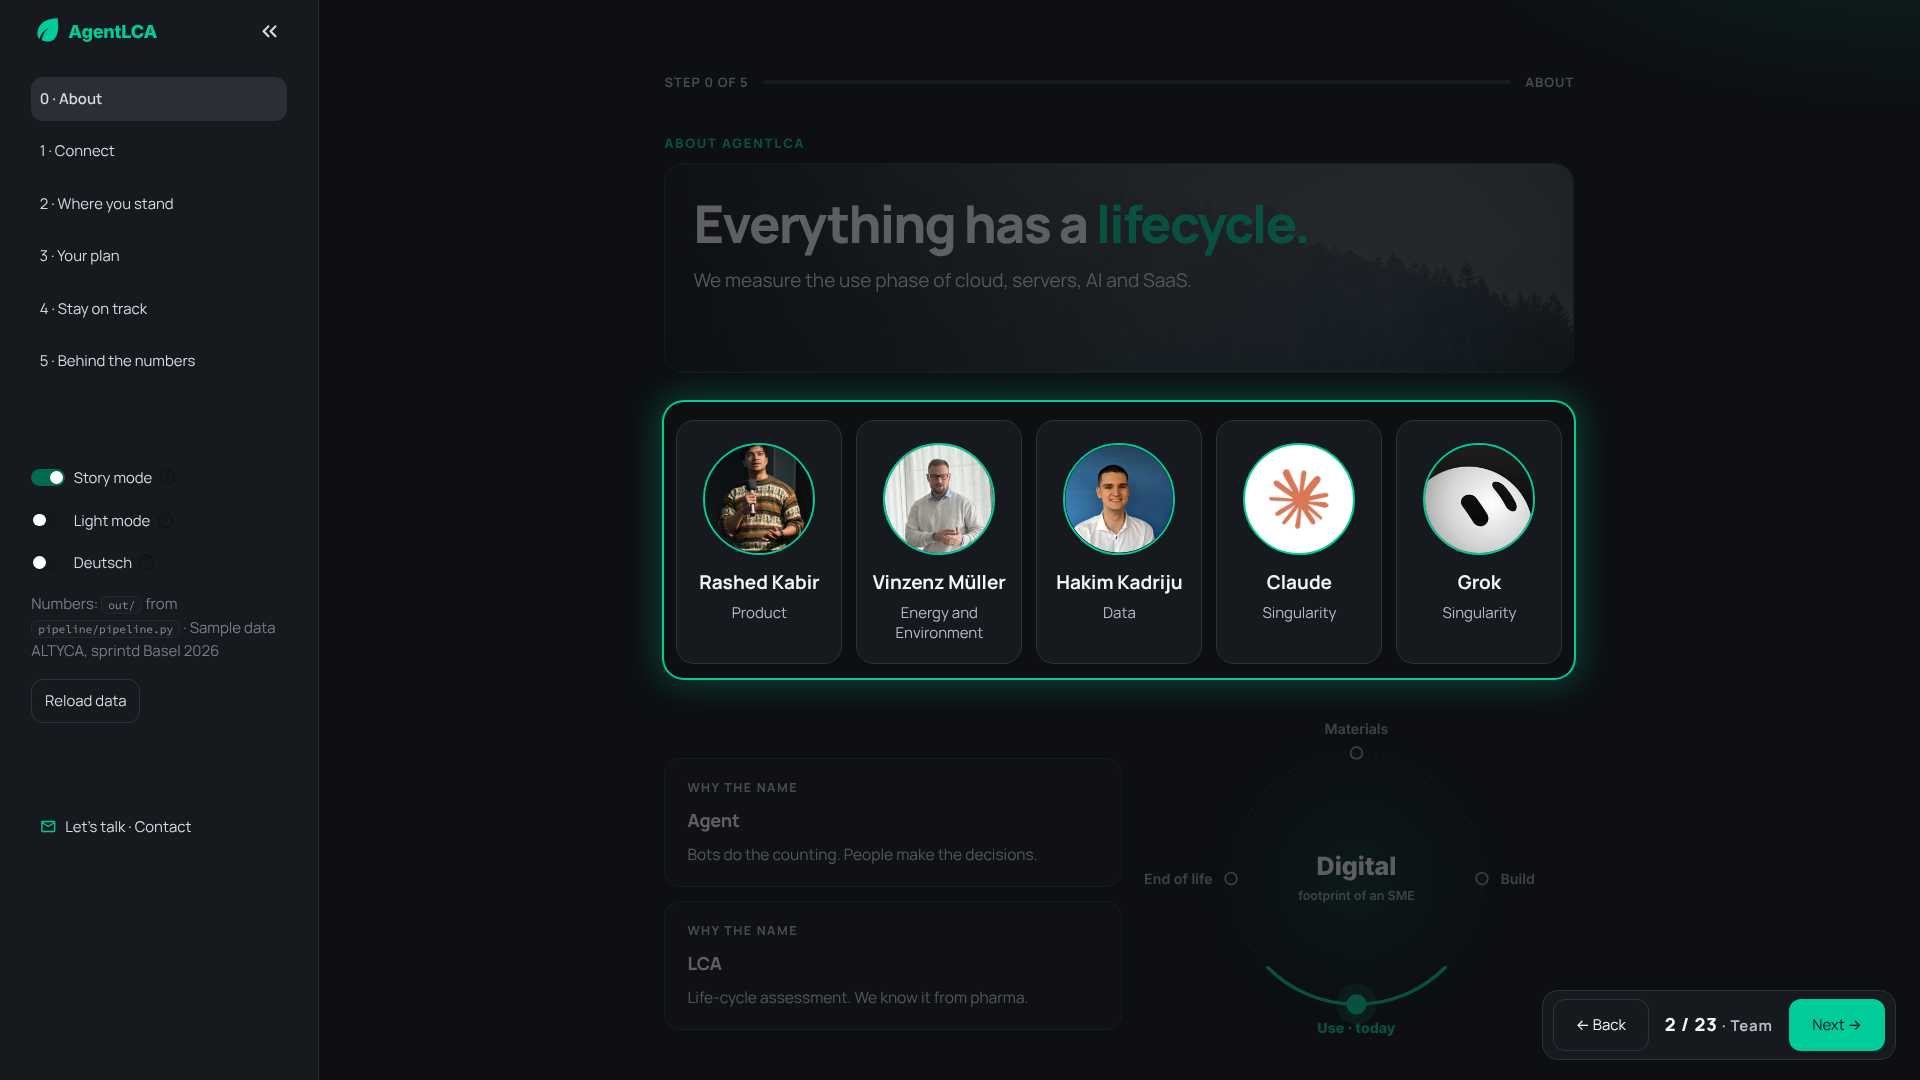 AgentLCA
0 · About
1 · Connect
2 · Where you stand
3 · Your plan
4 · Stay on track
5 · Behind the numbers
Story mode
Light mode
Deutsch
Numbers: out/ from
pipeline/pipeline.py · Sample data
ALTYCA, sprintd Basel 2026
Reload data
Let's talk · Contact
STEP 0 OF 5
ABOUT
ABOUT AGENTLCA
Everything has a lifecycle.
We measure the use phase of cloud, servers, AI and SaaS.
Rashed Kabir
Product
Vinzenz Müller
Energy and
Environment
Hakim Kadriju
Data
Claude
Singularity
Grok
Singularity
WHY THE NAME
Agent
Bots do the counting. People make the decisions.
WHY THE NAME
LCA
Life-cycle assessment. We know it from pharma.
Materials
End of life
Digital
footprint of an SME
Build
Use · today
← Back
2 / 23 · Team
Next →